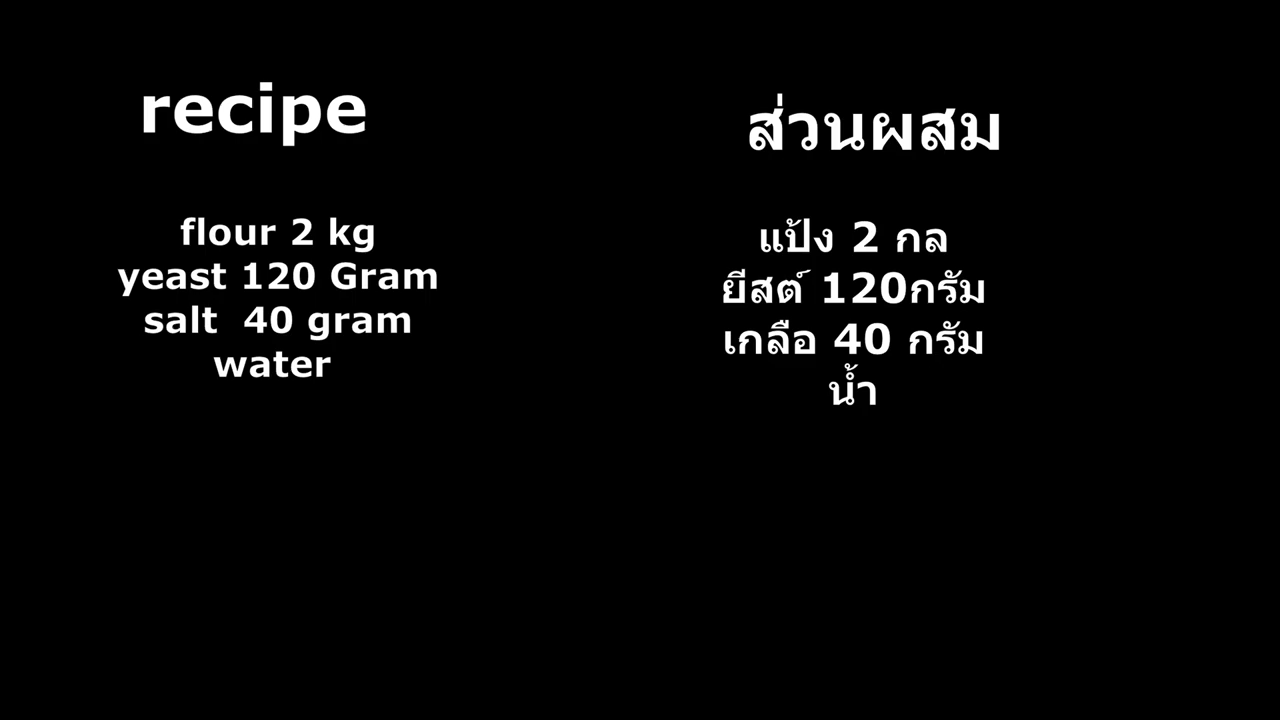 recipe
flour 2 kg
yeast 120 Gram
salt  40 gram
water
ส่วนผสม
แป้ง 2 กล
ยีสต์ 120กรัม
เกลือ 40 กรัม
น้ำ